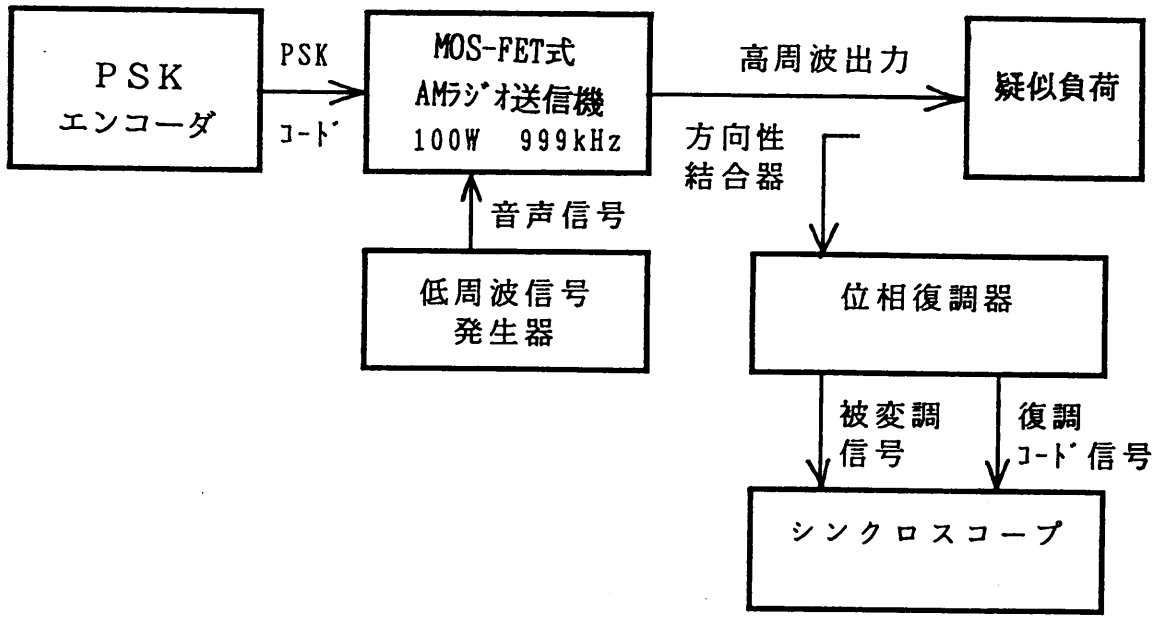 PSK
エンコーダ
PSK
コード
MOS-FET式
AMラジオ送信機
100W 999kHz
高周波出力
疑似負荷
方向性
結合器
音声信号
低周波信号
発生器
位相復調器
被変調
信号
復調
コード信号
シンクロスコープ